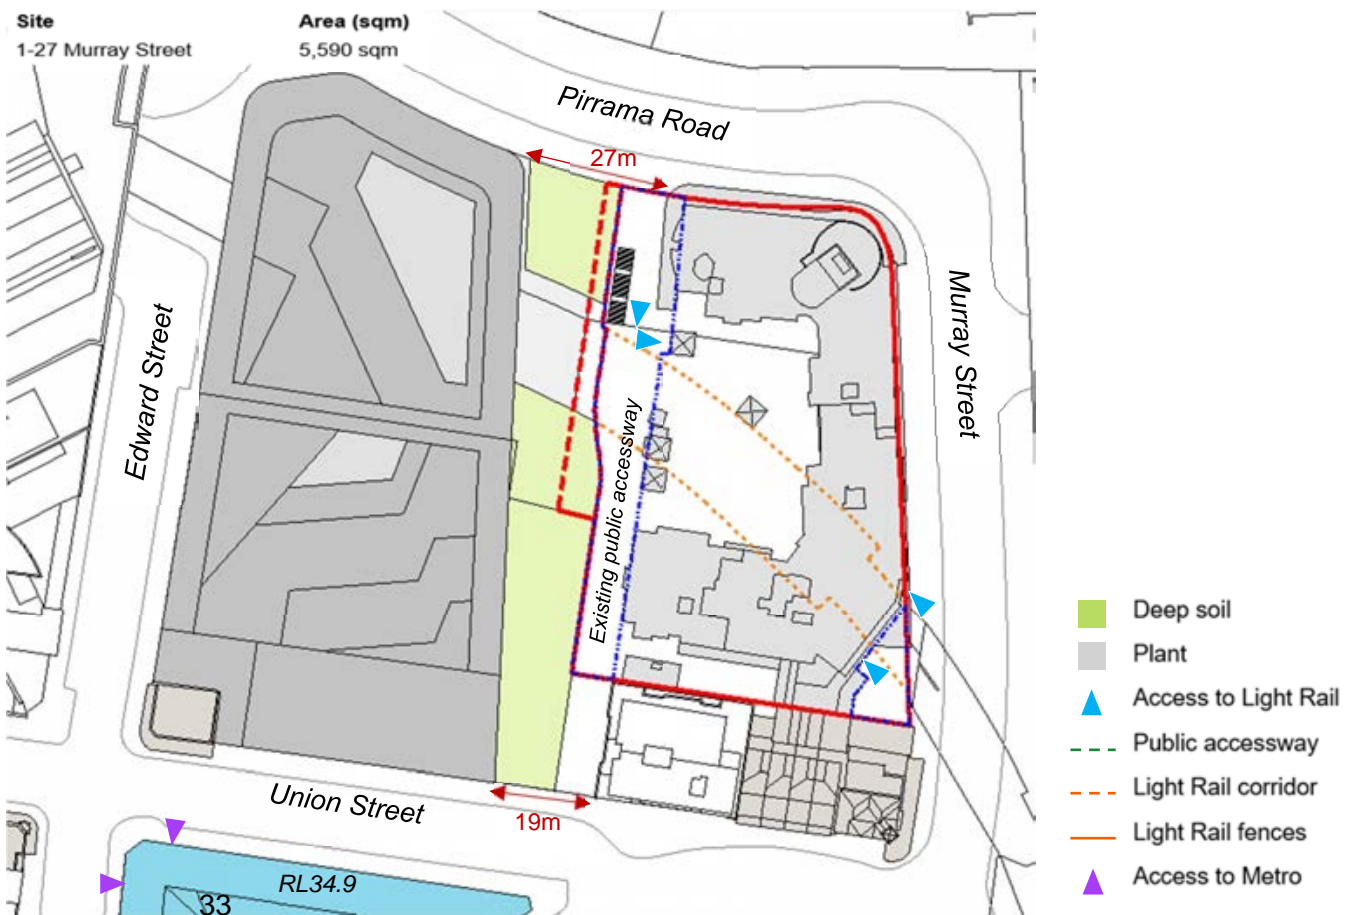 Site
Area (sqm)
1-27 Murray Street
5,590 sqm
Pirrama Road
27m
Murray Street
Edward Street
Existing public accessway
Deep soil
Plant
Access to Light Rail
Public accessway
Light Rail corridor
Light Rail fences
Access to Metro
Union Street
19m
RL34.9
33